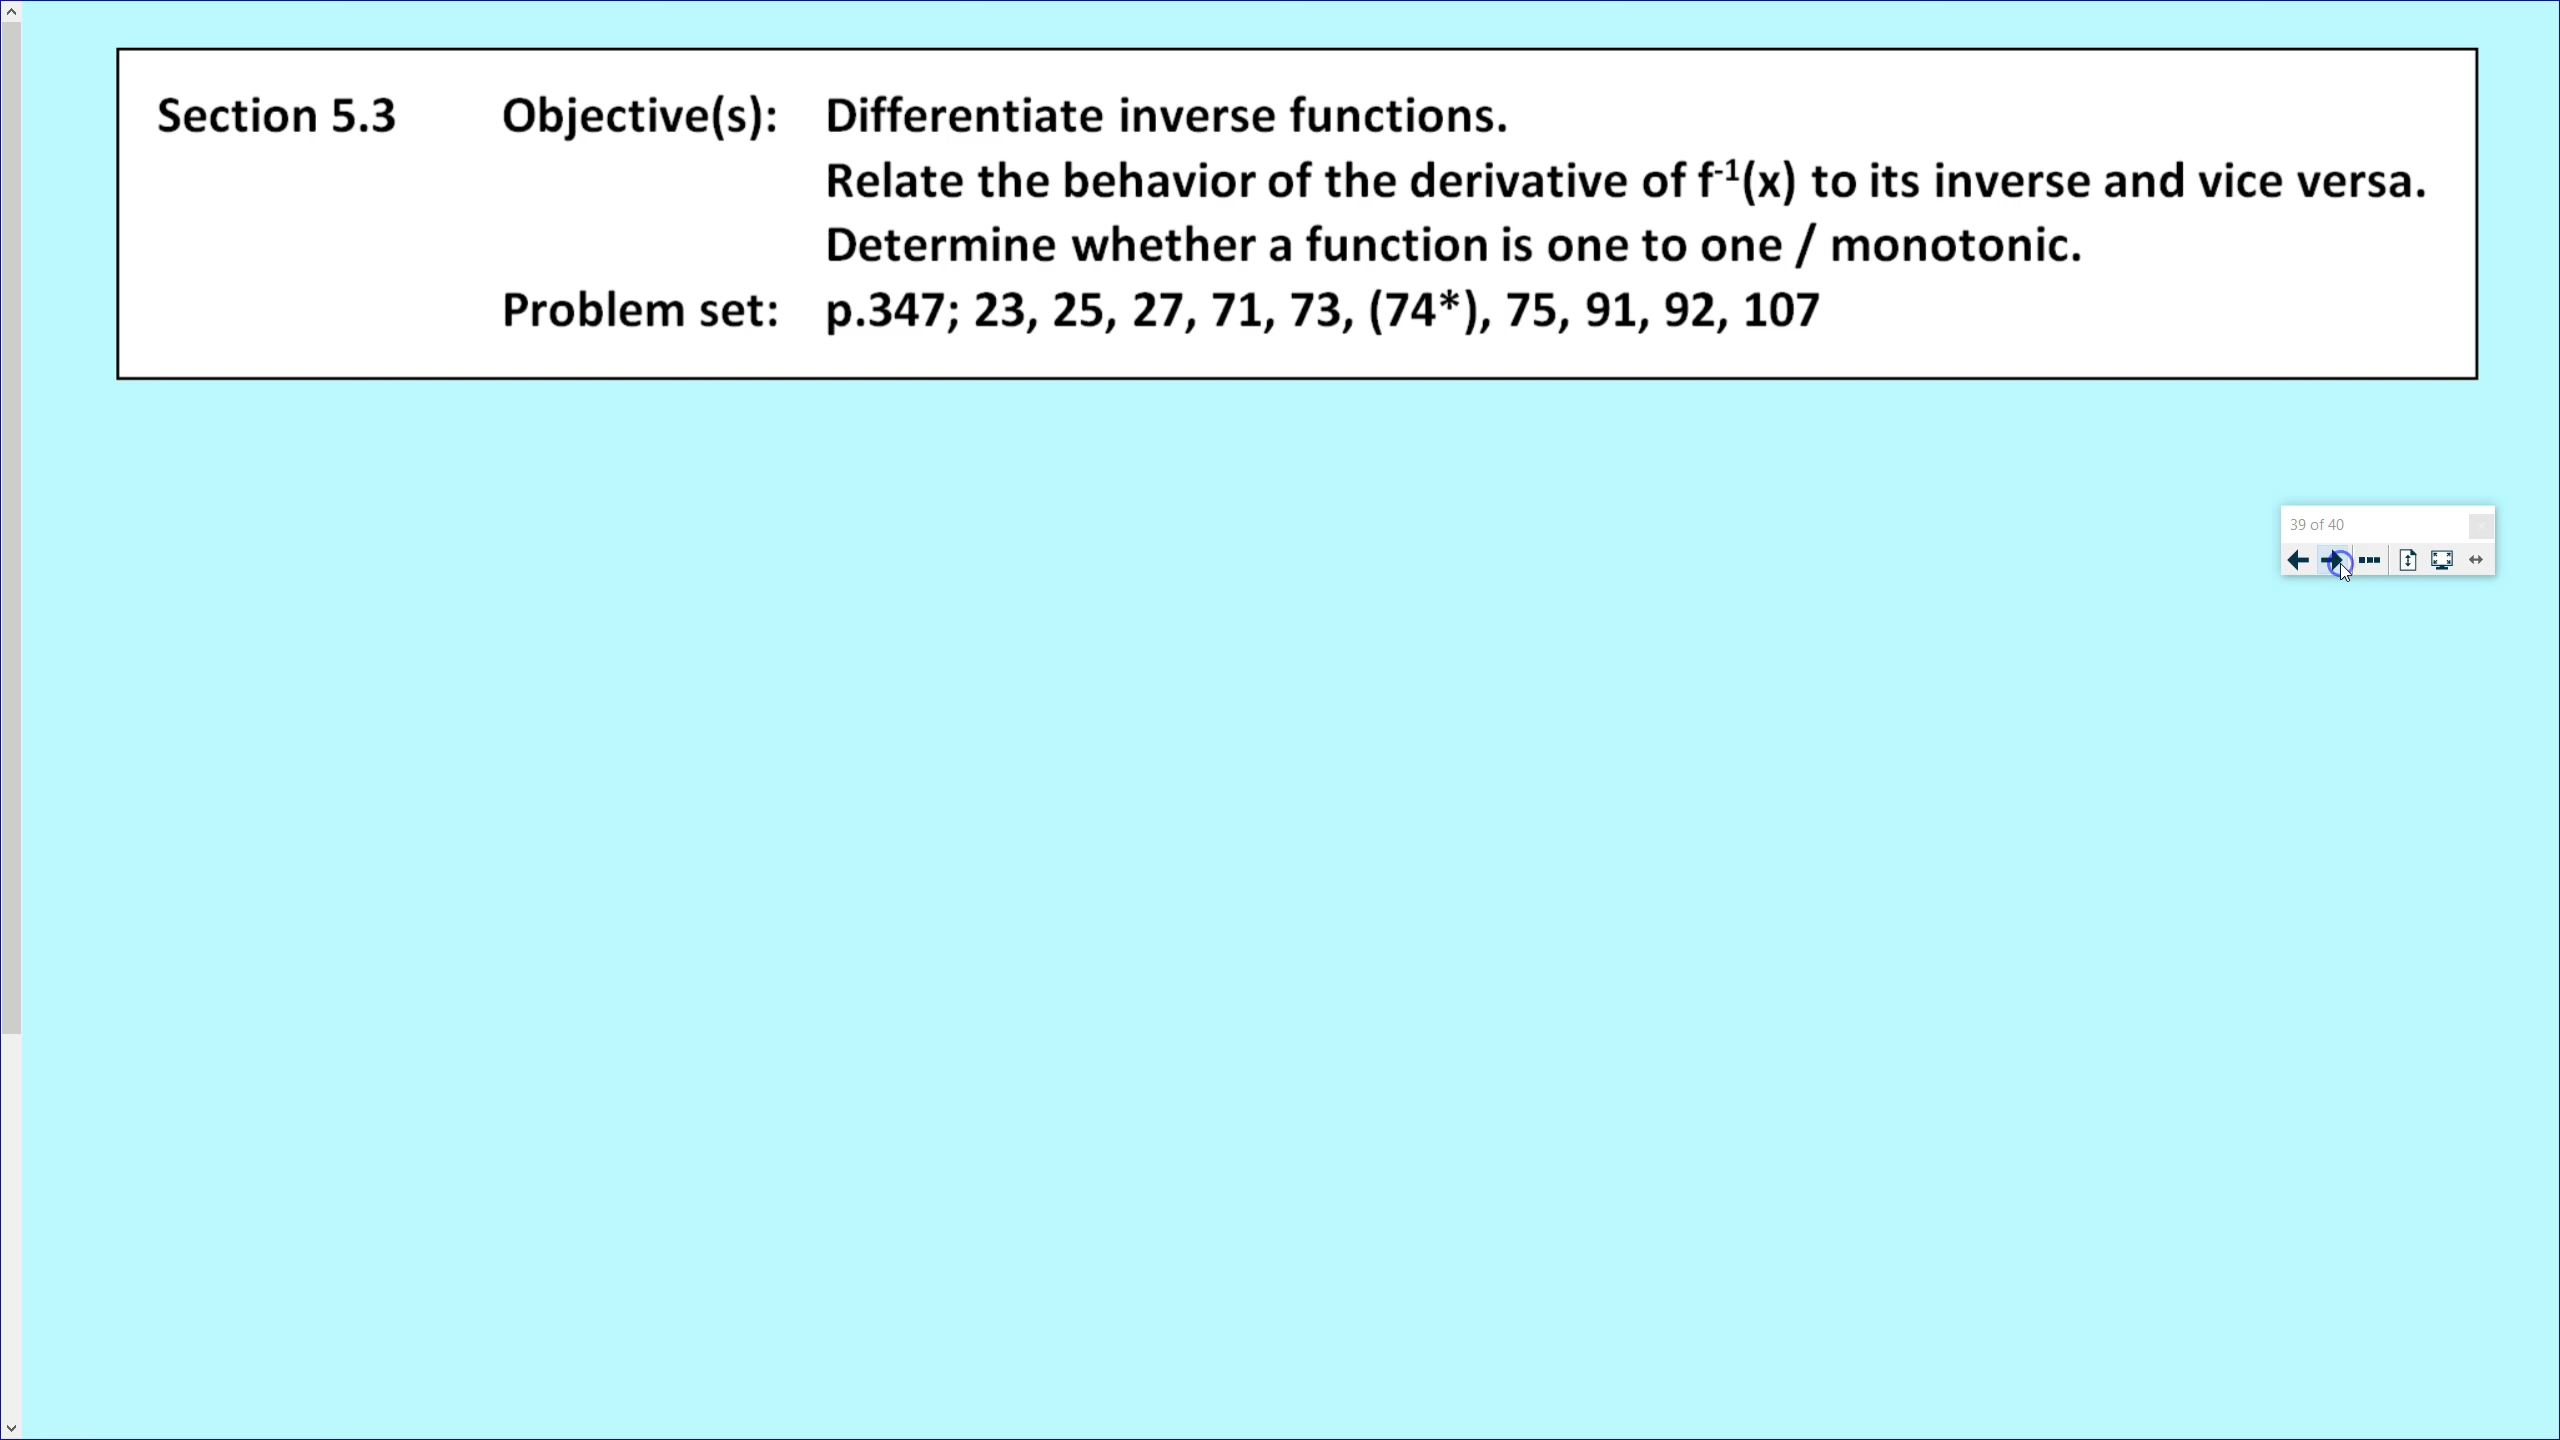 Section 5.3 Objective(s): Differentiate inverse functions.
Relate the behavior of the derivative of f⁻¹(x) to its inverse and vice versa.
Determine whether a function is one to one / monotonic.
Problem set: p.347; 23, 25, 27, 71, 73, (74*), 75, 91, 92, 107
39 of 40